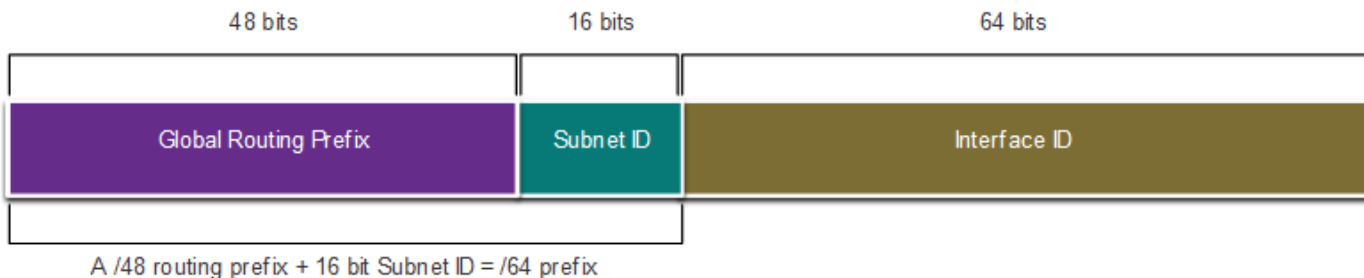 48 bits 16 bits 64 bits
Global Routing Prefix Subnet ID Interface ID
A /48 routing prefix + 16 bit Subnet ID = /64 prefix